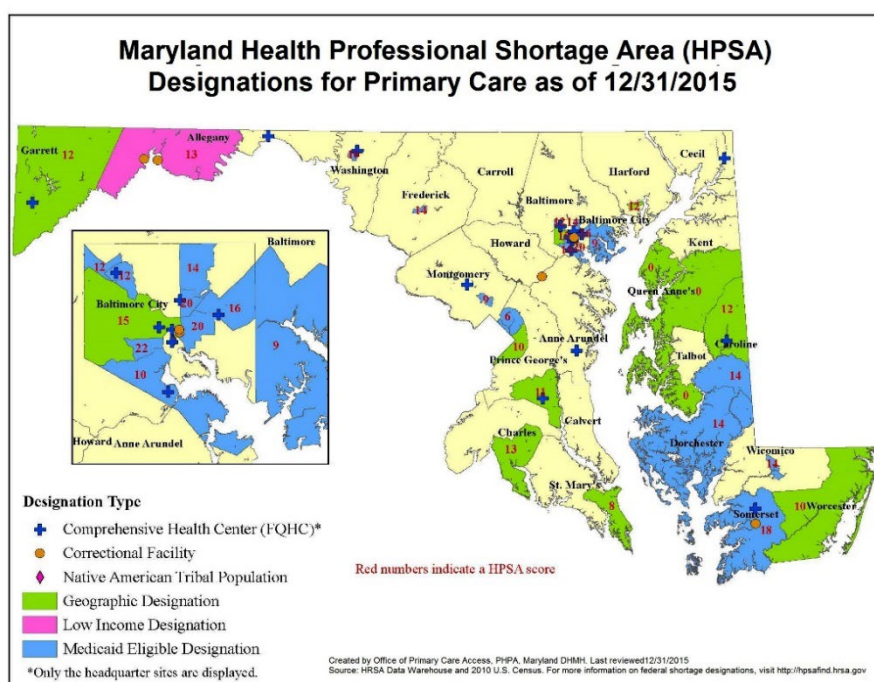 Maryland Health Professional Shortage Area (HPSA)
Designations for Primary Care as of 12/31/2015
Garrett
12
Allegany
13
Washington
Frederick
14
Carroll
Baltimore
Harford
12
Cecil
Baltimore City
9
Howard
Kent
Montgomery
9
6
10
Anne Arundel
Prince George's
11
Queen Anne's
0
0
12
Caroline
Talbot
0
14
14
Dorchester
Charles
13
Calvert
St. Mary's
8
Wicomico
14
Somerset
18
10
Worcester
Baltimore
12
12
14
Baltimore City
20
16
15
20
22
10
9
Howard
Anne Arundel
Designation Type
Comprehensive Health Center (FQHC)*
Correctional Facility
Native American Tribal Population
Geographic Designation
Low Income Designation
Medicaid Eligible Designation
*Only the headquarter sites are displayed.
Red numbers indicate a HPSA score
Created by Office of Primary Care Access, PHPA, Maryland DHMH. Last reviewed12/31/2015
Source: HRSA Data Warehouse and 2010 U.S. Census. For more information on federal shortage designations, visit http://hpsafind.hrsa.gov